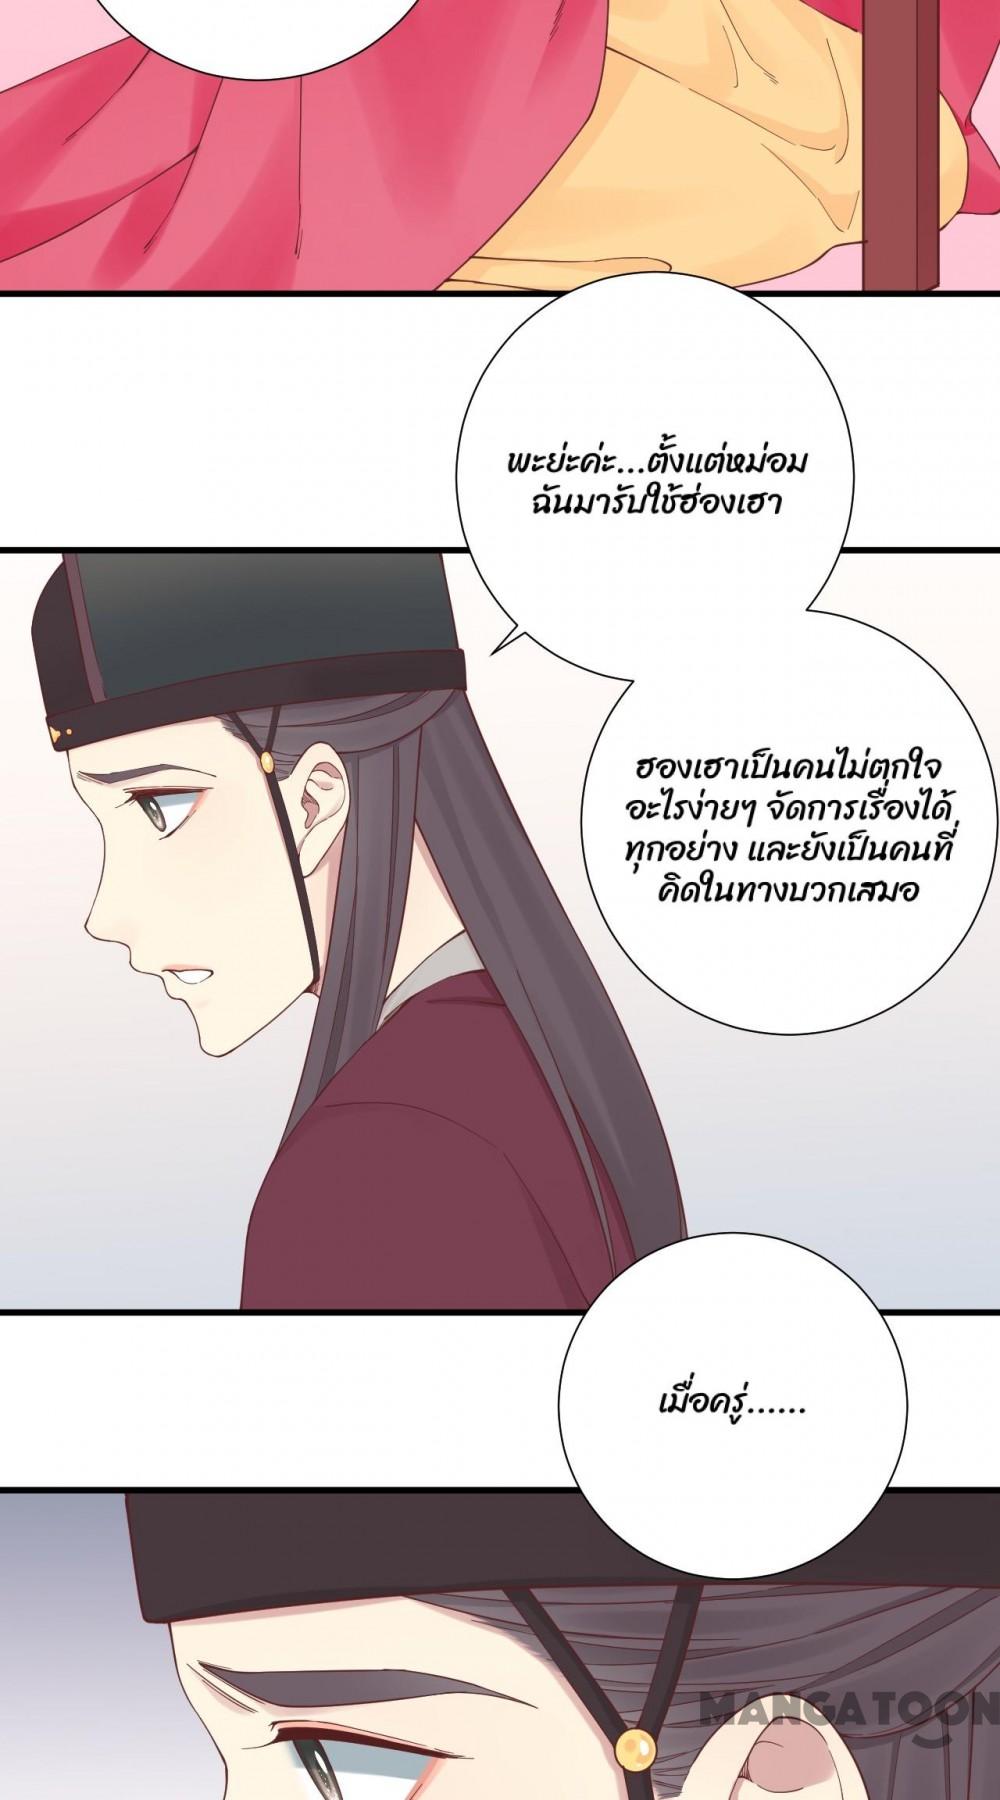 พะย่ะค่ะ...ตั้งแต่หม่อม
ฉันมารับใช้ฮ่องเฮา
ฮองเฮาเป็นคนไม่ตกใจ
อะไรง่ายๆ จัดการเรื่องได้
ทุกอย่าง และยังเป็นคนที่
คิดในทางบวกเสมอ
เมื่อครู่......
MANGATOON